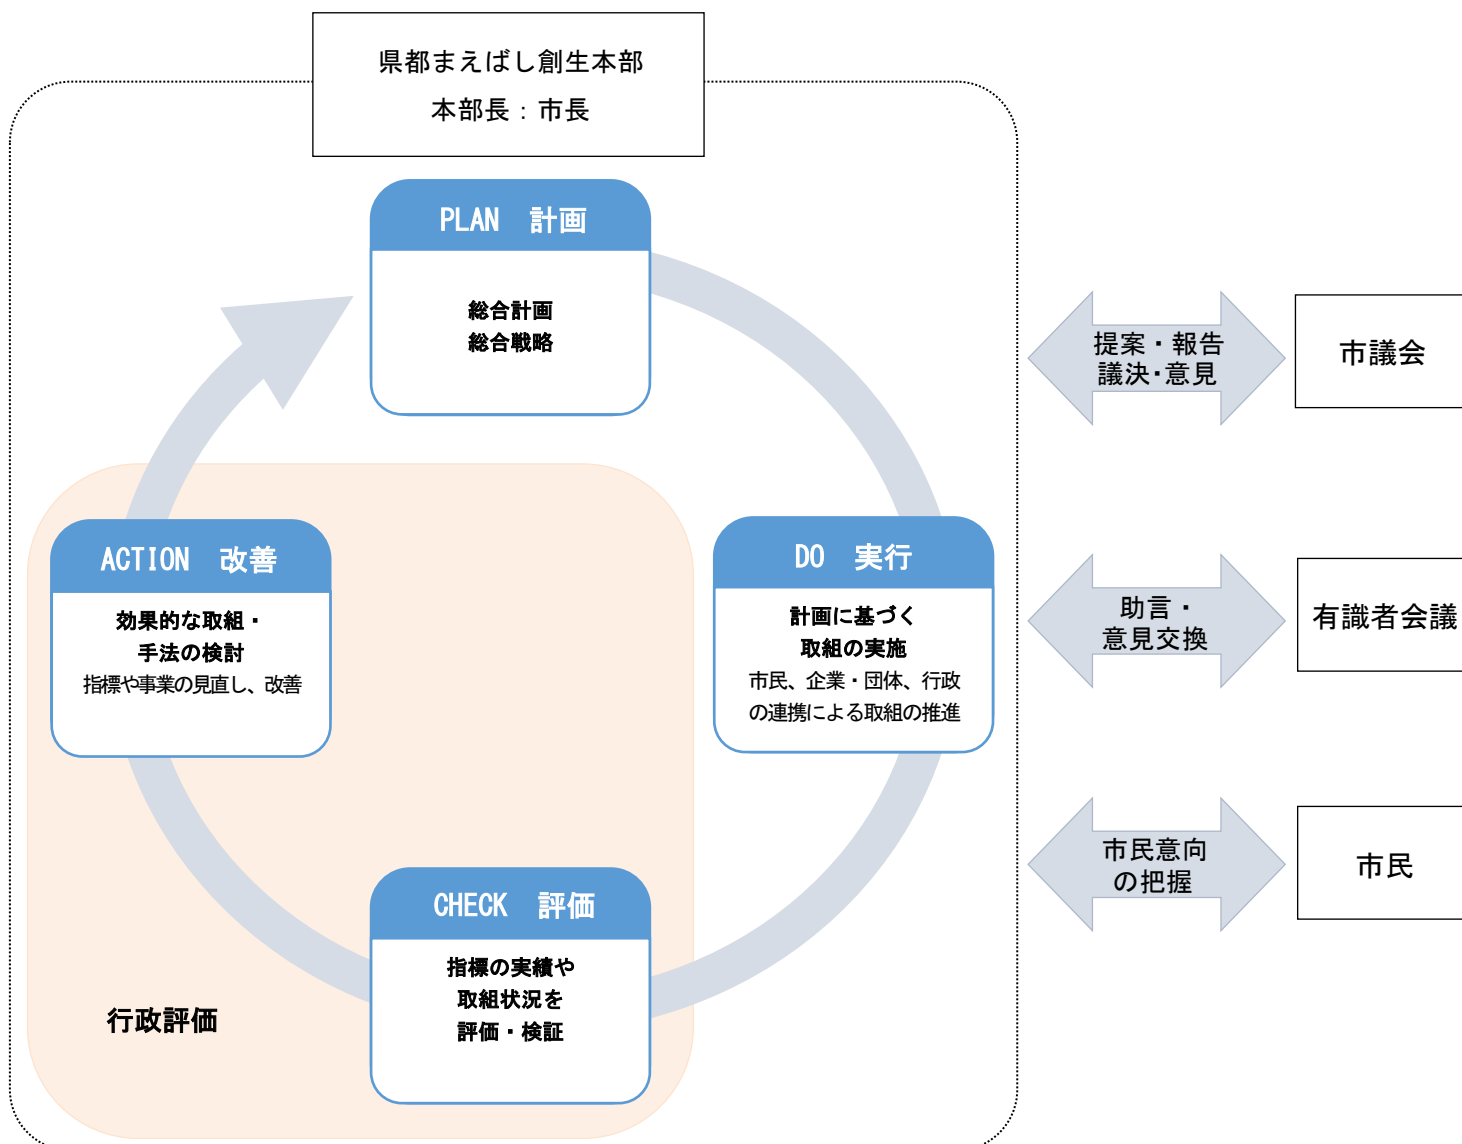 県都まえばし創生本部
本部長：市長
PLAN　計画
総合計画
総合戦略
提案・報告
議決・意見
市議会
ACTION　改善
効果的な取組・
手法の検討
指標や事業の見直し、改善
DO　実行
計画に基づく
取組の実施
市民、企業・団体、行政
の連携による取組の推進
助言・
意見交換
有識者会議
市民意向
の把握
市民
CHECK　評価
指標の実績や
取組状況を
評価・検証
行政評価